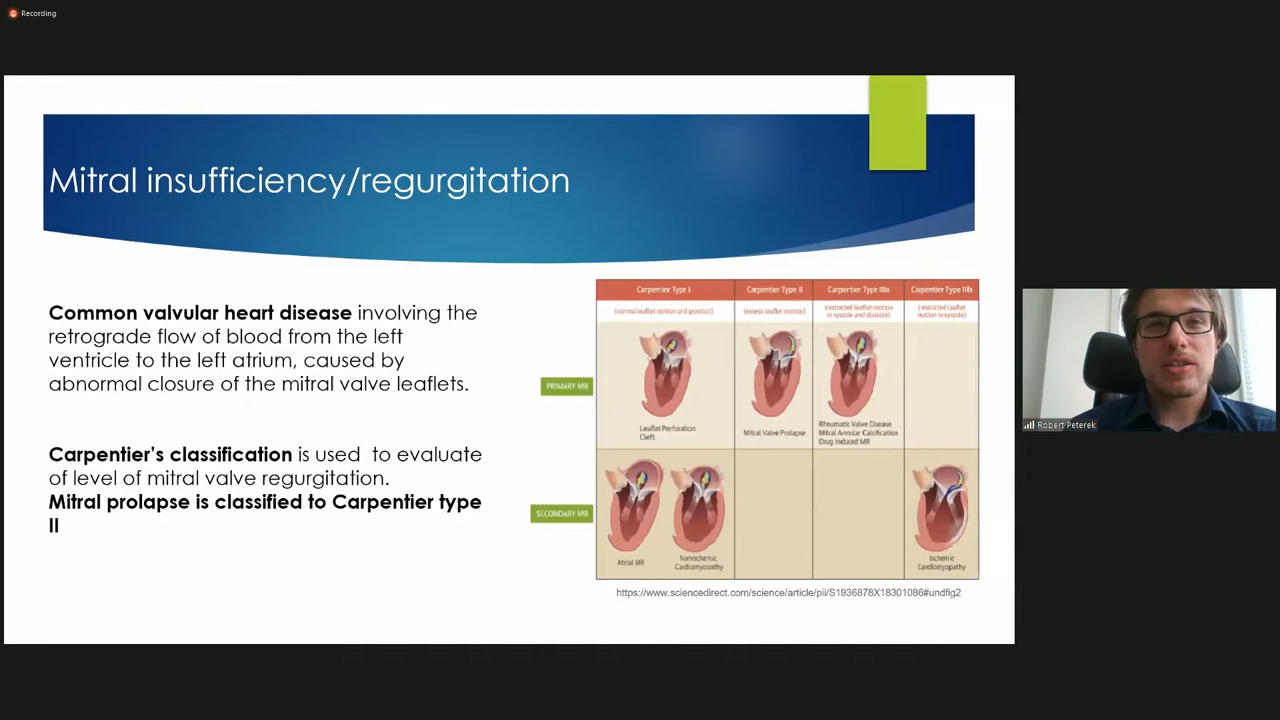 Recording
Mitral insufficiency/regurgitation
Common valvular heart disease involving the
retrograde flow of blood from the left
ventricle to the left atrium, caused by
abnormal closure of the mitral valve leaflets.
Carpentier's classification is used to evaluate
of level of mitral valve regurgitation.
Mitral prolapse is classified to Carpentier type
II
Carpentier Type I
Carpentier Type II
Carpentier Type IIIa
Carpentier Type IIIb
(normal leaflet motion and position)
(excess leaflet motion)
(restricted leaflet motion
in systole and diastole)
(restricted leaflet
motion in systole)
PRIMARY MR
Leaflet Perforation
Cleft
Mitral Valve Prolapse
Rheumatic Valve Disease
Mitral Annular Calcification
Drug Induced MR
SECONDARY MR
Atrial MR
Nonischemic
Cardiomyopathy
Ischemic
Cardiomyopathy
https://www.sciencedirect.com/science/article/pii/S1936878X18301086#undfig2
Robert Peterek